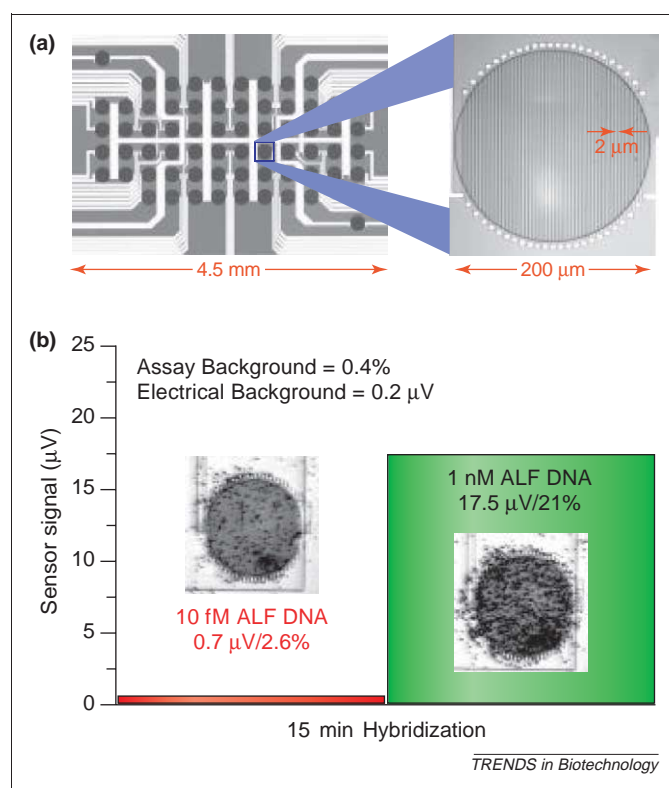 (a)
2 μm
4.5 mm
200 μm
(b)
25
20
15
10
5
0
Sensor signal (μV)
Assay Background = 0.4%
Electrical Background = 0.2 μV
10 fM ALF DNA
0.7 μV/2.6%
1 nM ALF DNA
17.5 μV/21%
15 min Hybridization
TRENDS in Biotechnology